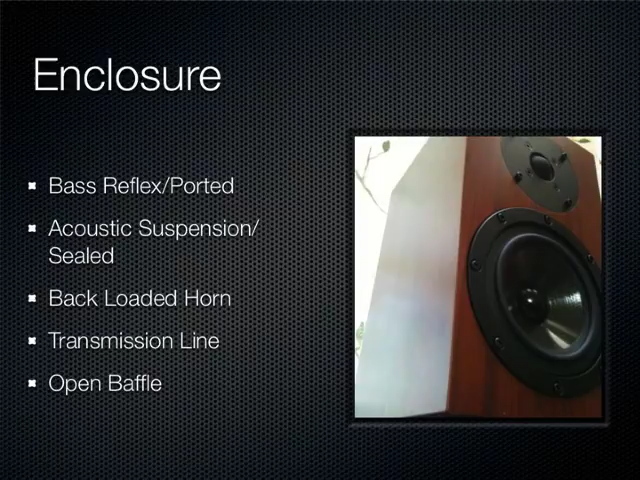 Enclosure
Bass Reflex/Ported
Acoustic Suspension/
Sealed
Back Loaded Horn
Transmission Line
Open Baffle